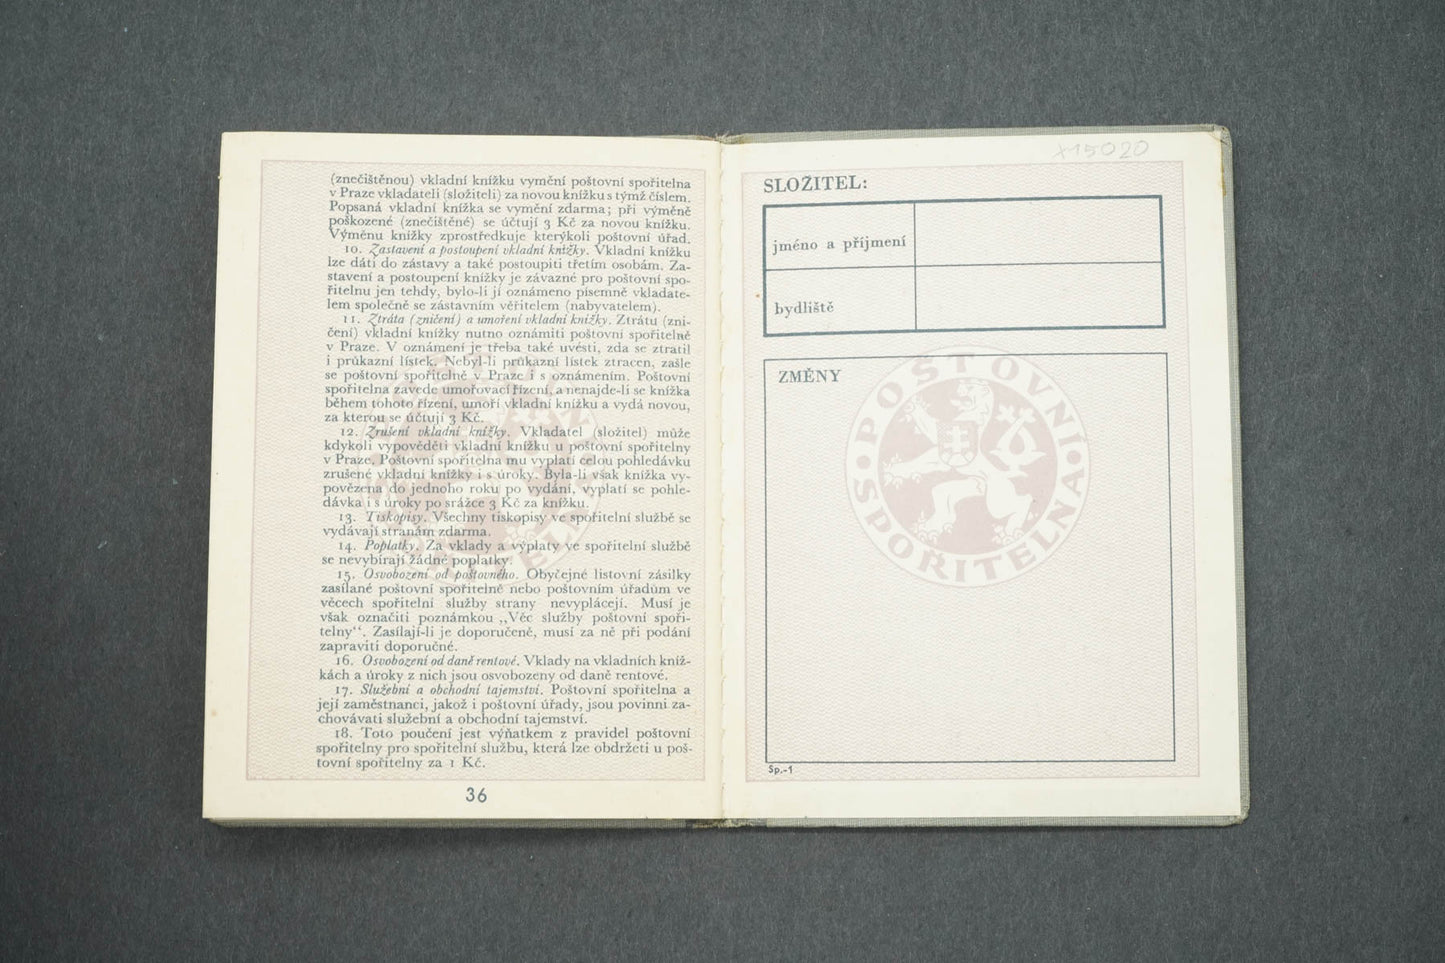 (znečištěnou) vkladní knížku vymění poštovní spořitelna
v Praze vkladateli (složiteli) za novou knížku s týmž číslem.
Popsaná vkladní knížka se vymění zdarma; při výměně
poškozené (znečištěné) se účtují 3 Kč za novou knížku.
Výměnu knížky zprostředkuje kterýkoli poštovní úřad.
10. Zastavení a postoupení vkladní knížky. Vkladní knížku
lze dáti do zástavy a také postoupiti třetím osobám. Za-
stavení a postoupení knížky je závazné pro poštovní spo-
řitelnu jen tehdy, bylo-li jí oznámeno písemně vkladate-
lem společně se zástavním věřitelem (nabyvatelem).
11. Ztráta (zničení) a umoření vkladní knížky. Ztrátu (zni-
čení) vkladní knížky nutno oznámiti poštovní spořitelně
v Praze. V oznámení je třeba také uvésti, zda se ztratil
i průkazní lístek. Nebyl-li průkazní lístek ztracen, zašle
se poštovní spořitelně v Praze i s oznámením. Poštovní
spořitelna zavede umořovací řízení, a nenajde-li se knížka
během tohoto řízení, umoří vkladní knížku a vydá novou,
za kterou se účtují 3 Kč.
12. Zrušení vkladní knížky. Vkladatel (složitel) může
kdykoli vypověděti vkladní knížku u poštovní spořitelny
v Praze. Poštovní spořitelna mu vyplatí celou pohledávku
zrušené vkladní knížky i s úroky. Byla-li však knížka vy-
povězena do jednoho roku po vydání, vyplatí se pohle-
dávka i s úroky po srážce 3 Kč za knížku.
13. Tiskopisy. Všechny tiskopisy ve spořitelní službě se
vydávají stranám zdarma.
14. Poplatky. Za vklady a výplaty ve spořitelní službě
se nevybírají žádné poplatky.
15. Osvobození od poštovného. Obyčejné listovní zásilky
zasílané poštovní spořitelně nebo poštovním úřadům ve
věcech spořitelní služby strany nevyplácejí. Musí je
však označiti poznámkou „Věc služby poštovní spoři-
telny“. Zasílají-li je doporučeně, musí za ně při podání
zapraviti doporučné.
16. Osvobození od daně rentové. Vklady na vkladních kníž-
kách a úroky z nich jsou osvobozeny od daně rentové.
17. Služební a obchodní tajemství. Poštovní spořitelna a
její zaměstnanci, jakož i poštovní úřady, jsou povinni za-
chovávati služební a obchodní tajemství.
18. Toto poučení jest výňatkem z pravidel poštovní
spořitelny pro spořitelní službu, která lze obdržeti u poš-
tovní spořitelny za 1 Kč.
36
x15020
SLOŽITEL:
jméno a příjmení
bydliště
ZMĚNY
POŠTOVNÍ
SPOŘITELNA
Sp.-1